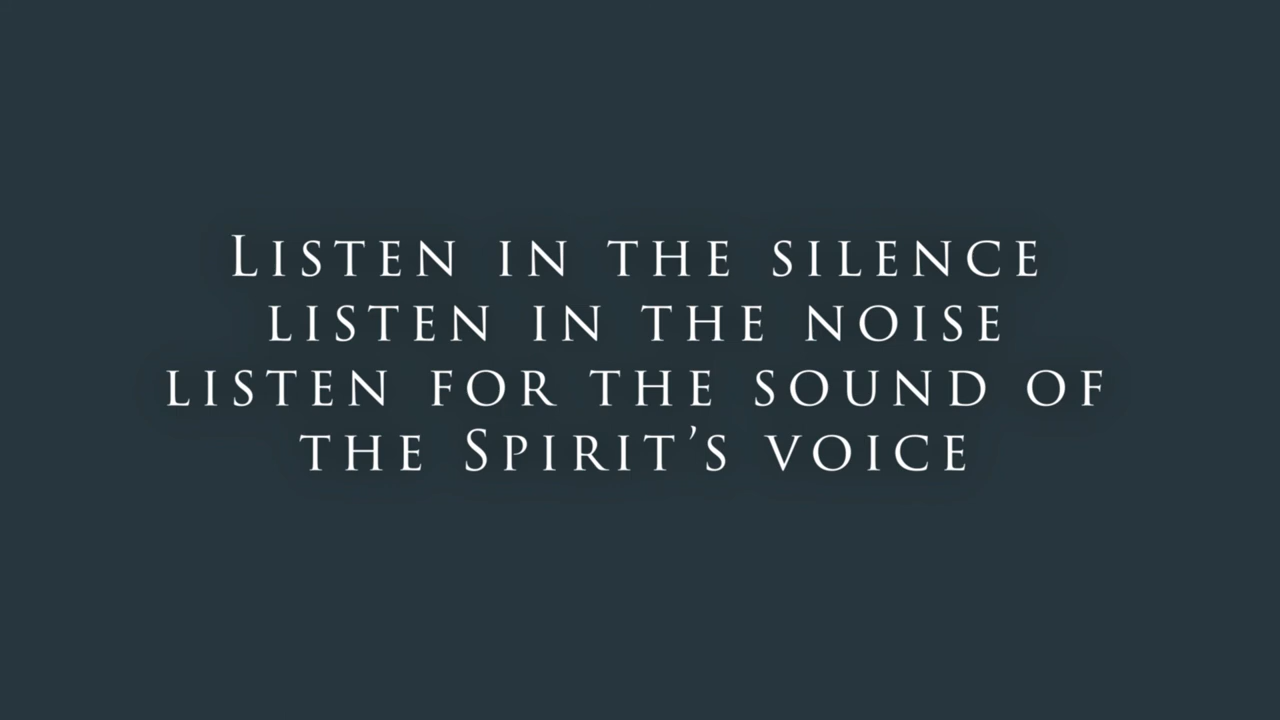 Listen in the silence
listen in the noise
listen for the sound of
the Spirit’s voice